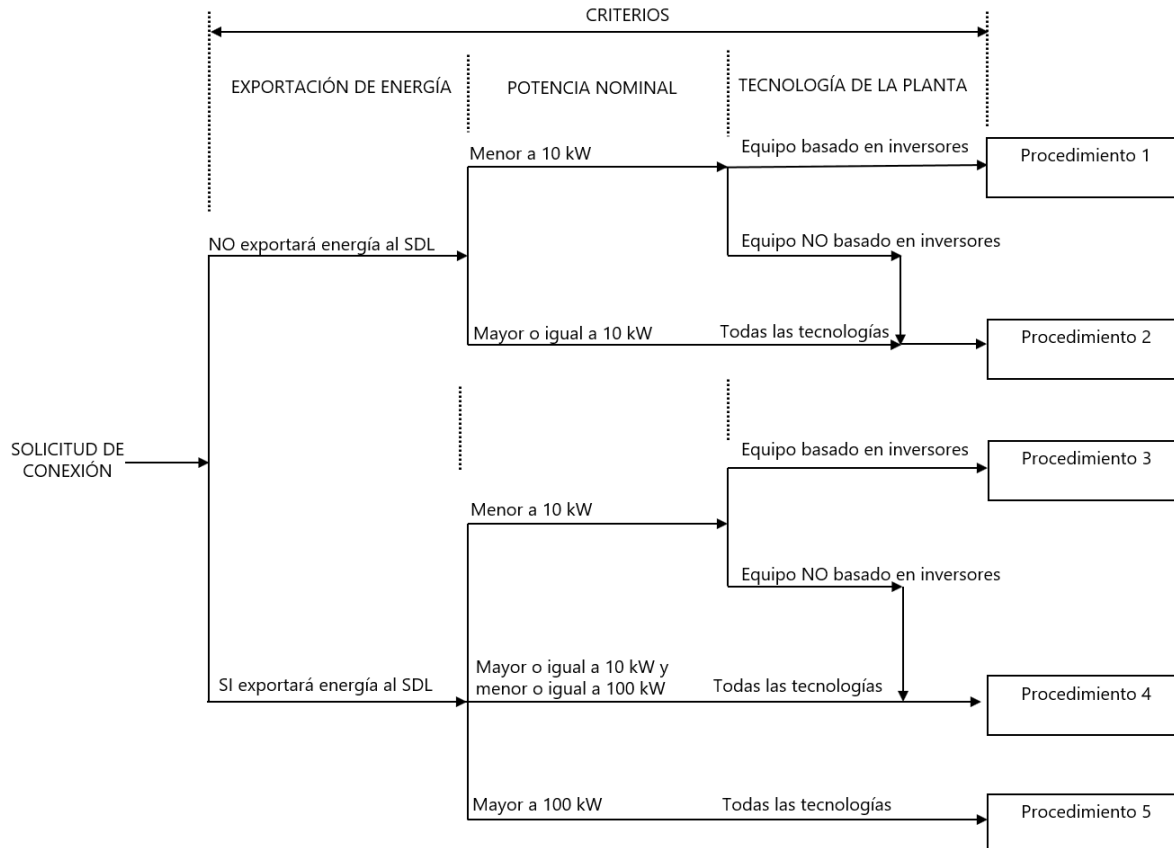 CRITERIOS
EXPORTACIÓN DE ENERGÍA
POTENCIA NOMINAL
TECNOLOGÍA DE LA PLANTA
Menor a 10 kW
Equipo basado en inversores
Procedimiento 1
NO exportará energía al SDL
Equipo NO basado en inversores
Mayor o igual a 10 kW
Todas las tecnologías
Procedimiento 2
SOLICITUD DE
CONEXIÓN
Equipo basado en inversores
Procedimiento 3
Menor a 10 kW
Equipo NO basado en inversores
SI exportará energía al SDL
Mayor o igual a 10 kW y
menor o igual a 100 kW
Todas las tecnologías
Procedimiento 4
Mayor a 100 kW
Todas las tecnologías
Procedimiento 5